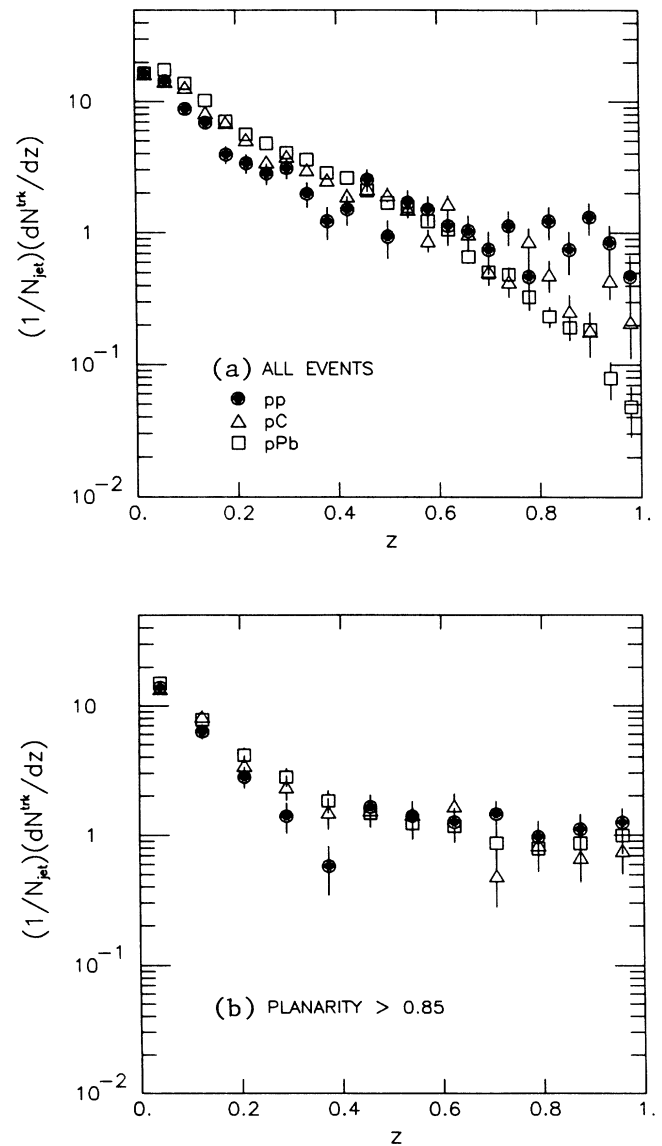 10
1
10⁻¹
10⁻²
(1/N_jet)(dN^trk/dz)
(a) ALL EVENTS
pp
pC
pPb
0. 0.2 0.4 0.6 0.8 1.
z
10
1
10⁻¹
10⁻²
(1/N_jet)(dN^trk/dz)
(b) PLANARITY > 0.85
0. 0.2 0.4 0.6 0.8 1.
z